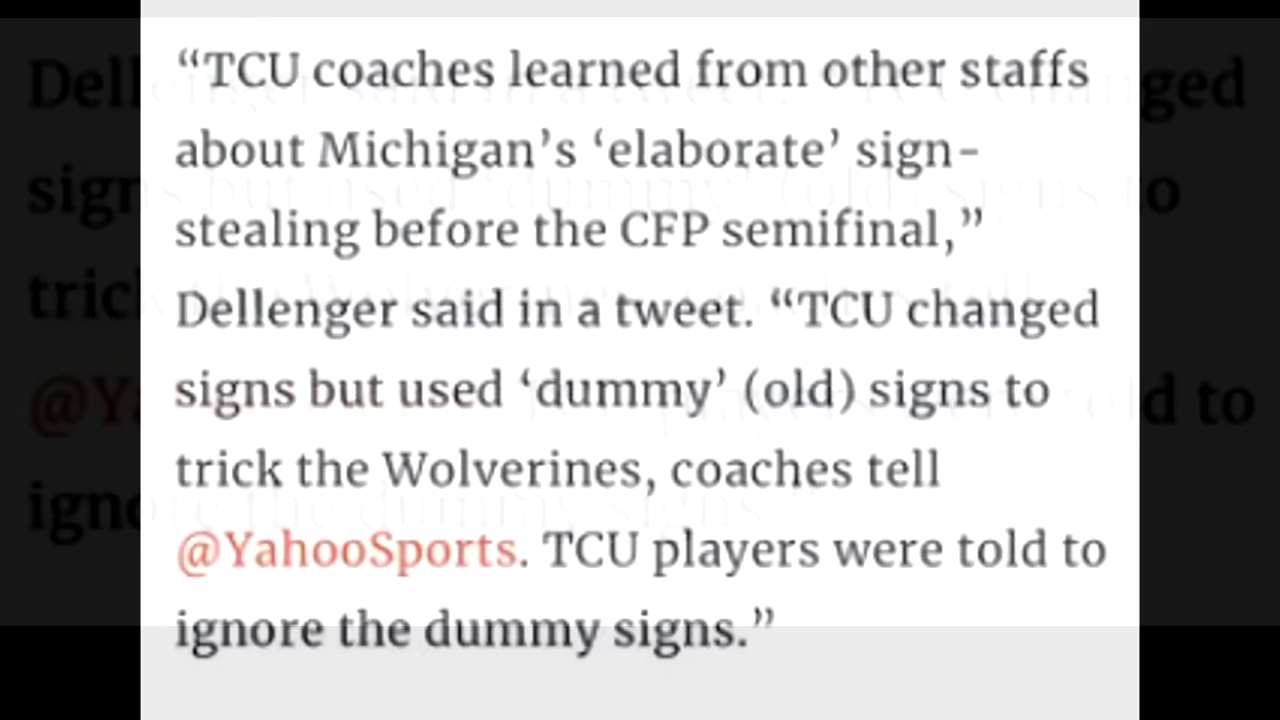 “TCU coaches learned from other staffs
about Michigan’s ‘elaborate’ sign-
stealing before the CFP semifinal,”
Dellenger said in a tweet. “TCU changed
signs but used ‘dummy’ (old) signs to
trick the Wolverines, coaches tell
@YahooSports. TCU players were told to
ignore the dummy signs.”